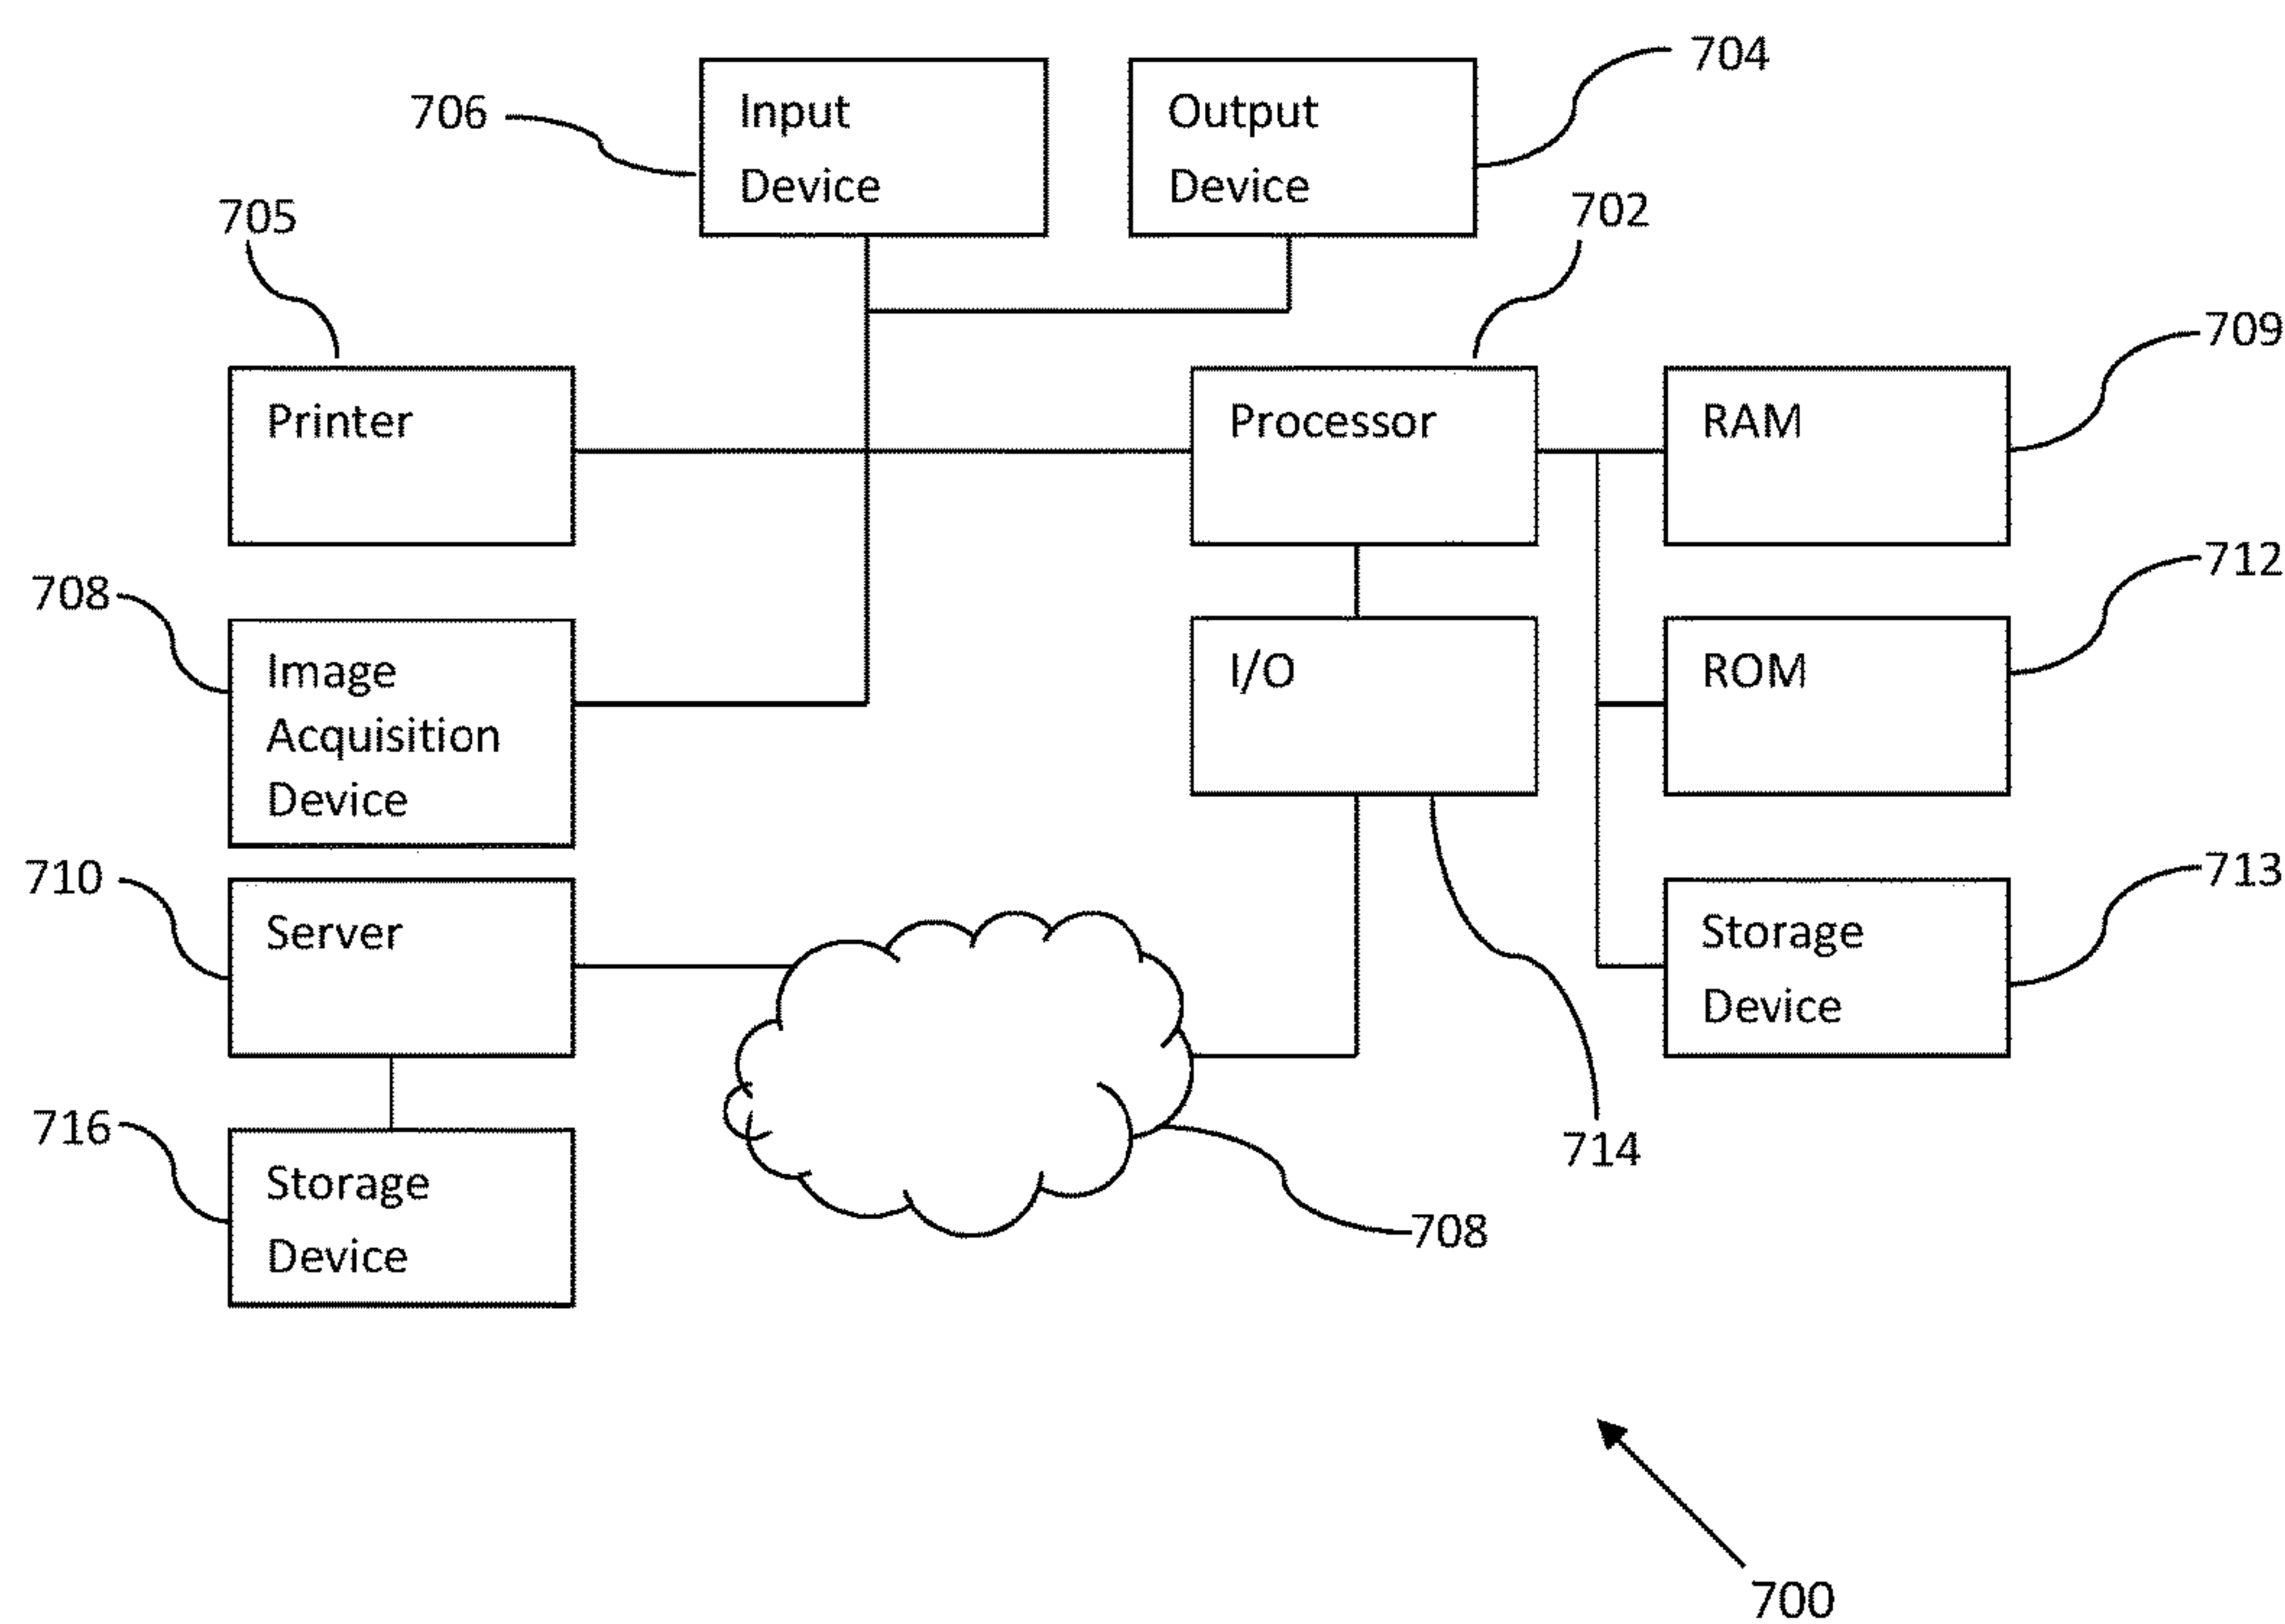 704
706
Input
Device
Output
Device
705
702
709
Printer
Processor
RAM
708
712
Image
Acquisition
Device
I/O
ROM
710
713
Server
Storage
Device
716
714
Storage
Device
708
700